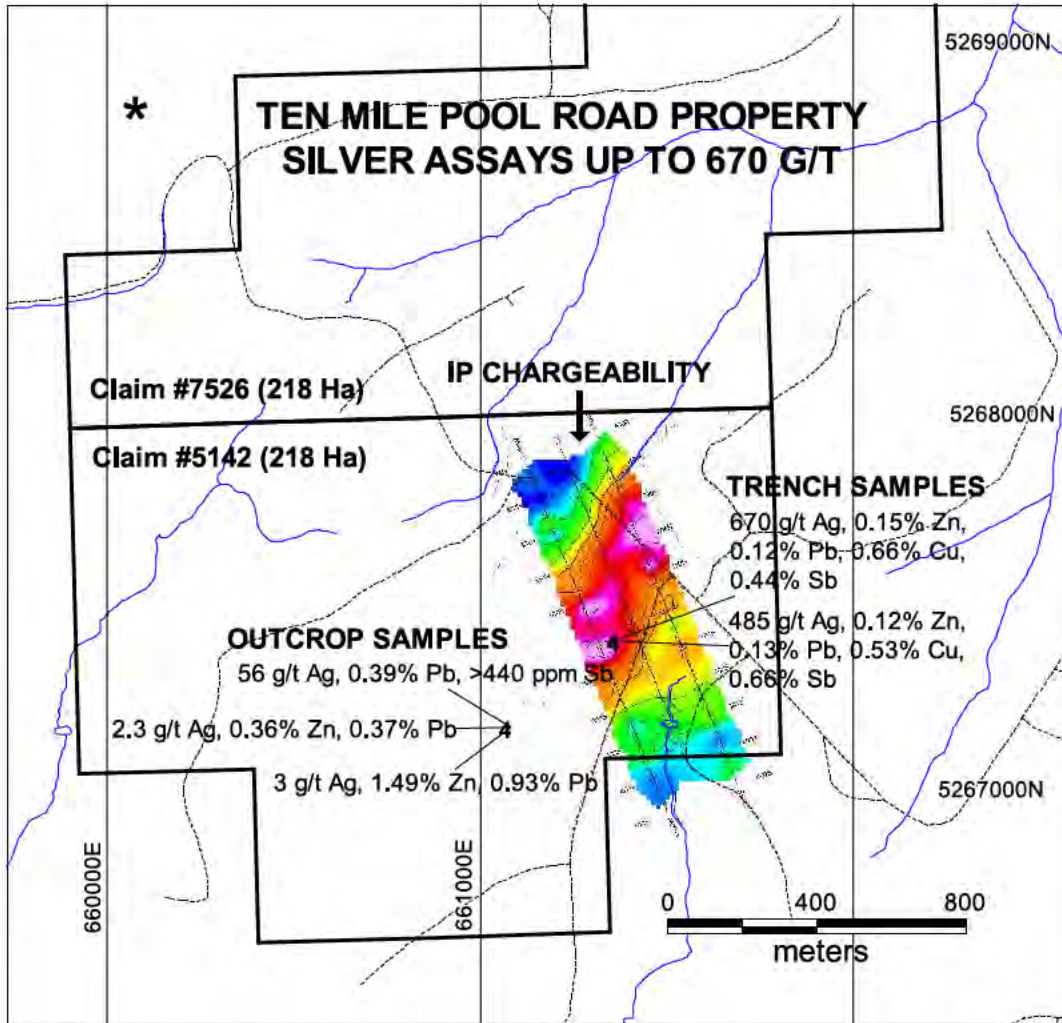 5269000N
*
TEN MILE POOL ROAD PROPERTY
SILVER ASSAYS UP TO 670 G/T
IP CHARGEABILITY
Claim #7526 (218 Ha)
5268000N
Claim #5142 (218 Ha)
TRENCH SAMPLES
670 g/t Ag, 0.15% Zn,
0.12% Pb, 0.66% Cu,
0.44% Sb
485 g/t Ag, 0.12% Zn,
0.13% Pb, 0.53% Cu,
0.66% Sb
4
OUTCROP SAMPLES
56 g/t Ag, 0.39% Pb, >440 ppm Sb
2.3 g/t Ag, 0.36% Zn, 0.37% Pb
4
3 g/t Ag, 1.49% Zn, 0.93% Pb
5267000N
660000E
661000E
0 400 800
meters